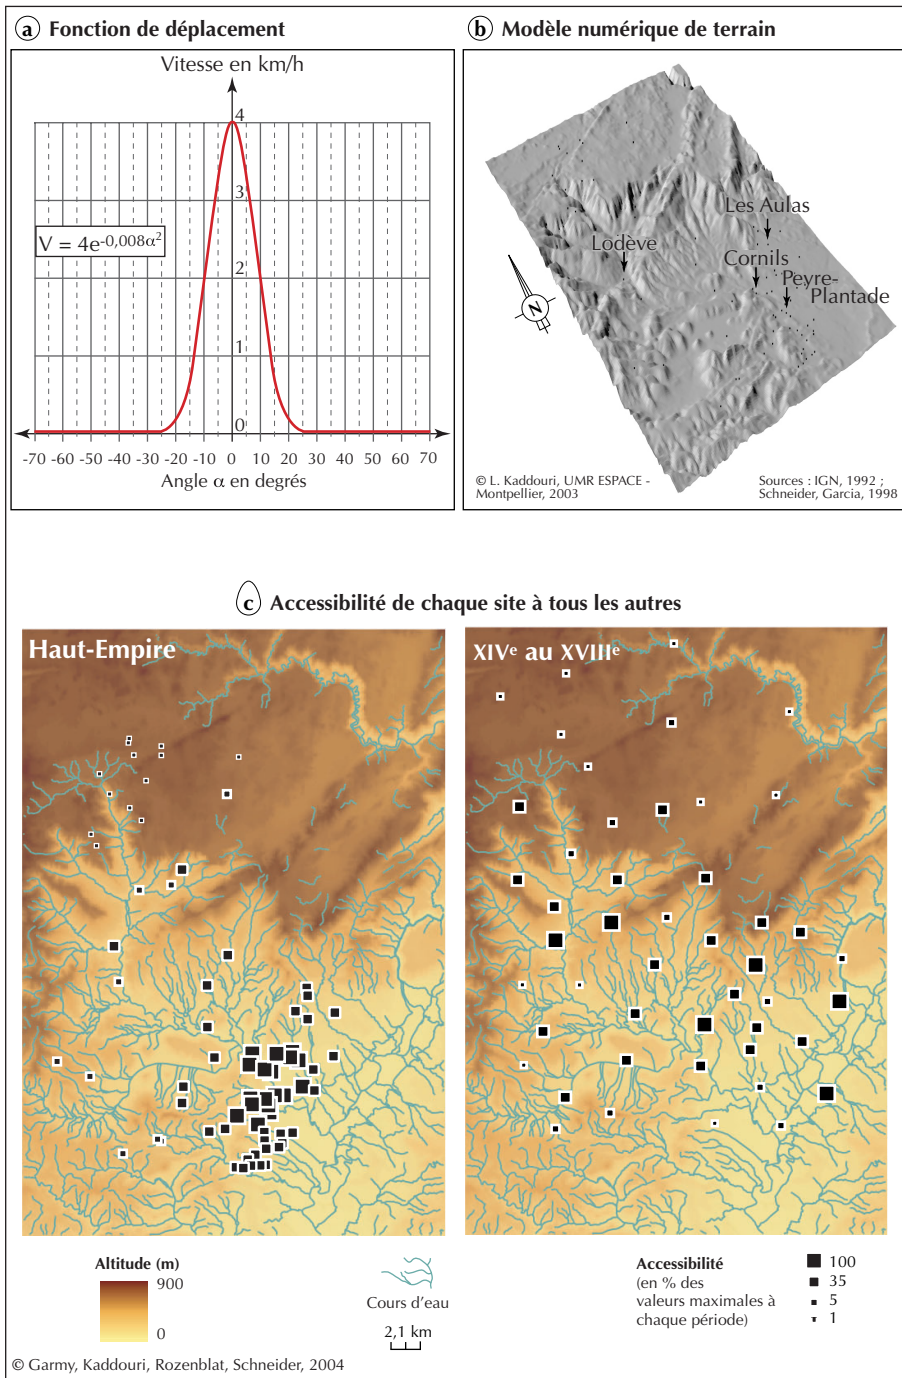 a Fonction de déplacement
Vitesse en km/h
4
3
2
1
0
V = 4e-0,008α2
-70 -60 -50 -40 -30 -20 -10 0 10 20 30 40 50 60 70
Angle α en degrés
b Modèle numérique de terrain
Les Aulas
Lodève
Cornils
Peyre-
Plantade
N
© L. Kaddouri, UMR ESPACE -
Montpellier, 2003
Sources : IGN, 1992 ;
Schneider, Garcia, 1998
c Accessibilité de chaque site à tous les autres
Haut-Empire
XIVe au XVIIIe
Altitude (m)
900
0
Cours d'eau
2,1 km
Accessibilité
(en % des
valeurs maximales à
chaque période)
100
35
5
1
© Garmy, Kaddouri, Rozenblat, Schneider, 2004